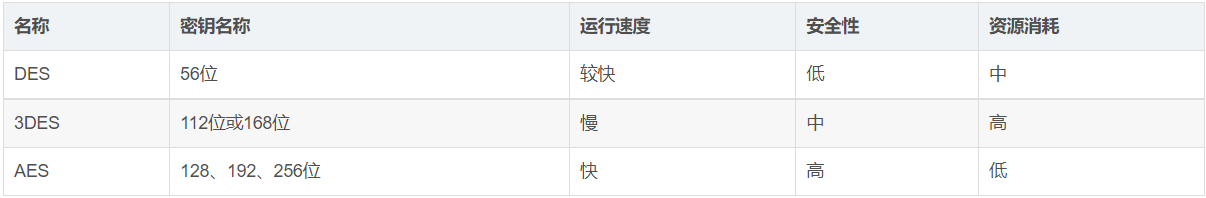 名称 密钥名称 运行速度 安全性 资源消耗
DES 56位 较快 低 中
3DES 112位或168位 慢 中 高
AES 128、192、256位 快 高 低